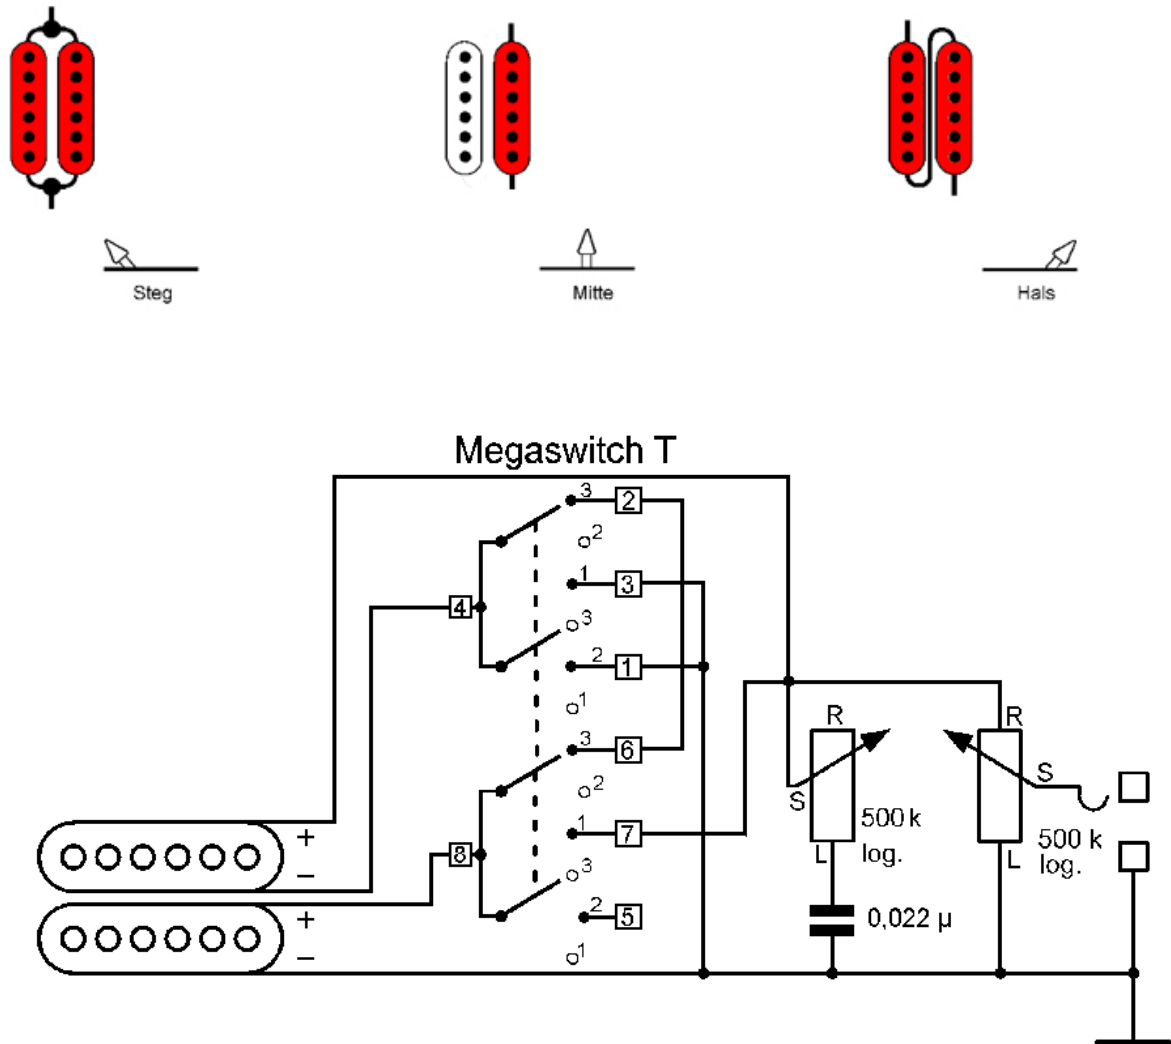 Steg
Mitte
Hals
Megaswitch T
3 2
2
1 3
4
3
2 1
1
3 6
2
R R
S
S
1 7
500 k
log.
500 k
log.
+
8
3
L L
−
+
2 5
0,022 µ
−
1